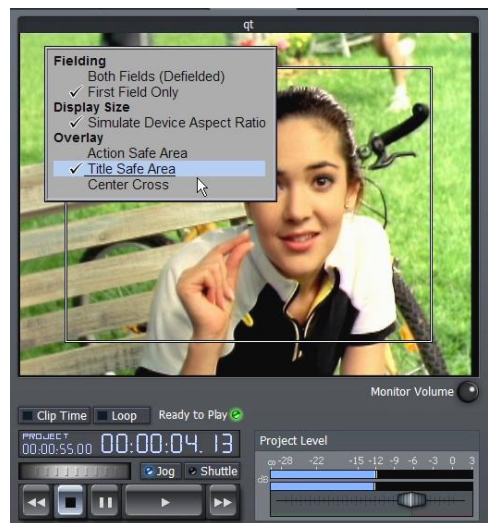 qt
Fielding
Both Fields (Defielded)
✓ First Field Only
Display Size
✓ Simulate Device Aspect Ratio
Overlay
Action Safe Area
✓ Title Safe Area
Center Cross
Monitor Volume
Clip Time Loop Ready to Play
PROJECT
00:00:55.00 00:00:04.13
Jog Shuttle
Project Level
∞ -28 -22 -15 -12 -9 -6 -3 0 3
dB